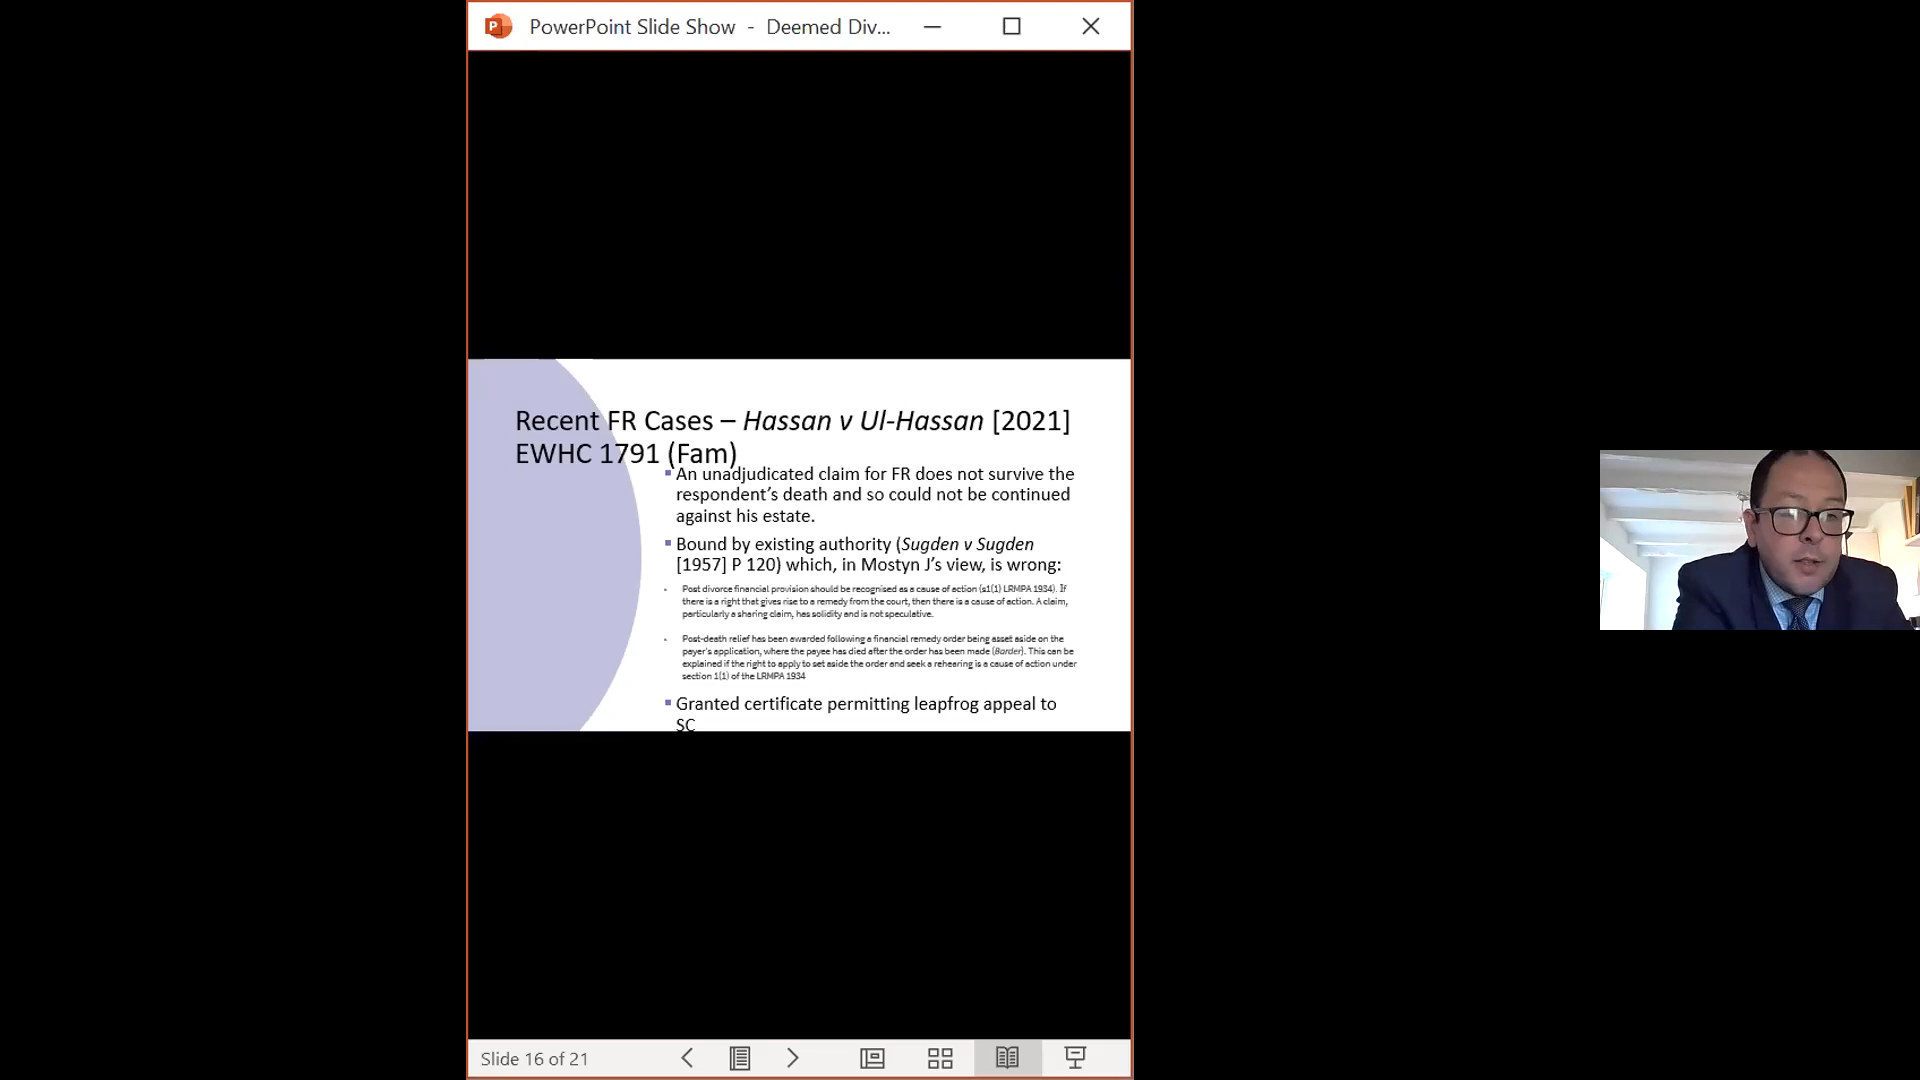 PowerPoint Slide Show - Deemed Div...
Recent FR Cases – Hassan v Ul-Hassan [2021]
EWHC 1791 (Fam)
An unadjudicated claim for FR does not survive the
respondent's death and so could not be continued
against his estate.
Bound by existing authority (Sugden v Sugden
[1957] P 120) which, in Mostyn J's view, is wrong:
Post divorce financial provision should be recognised as a cause of action (s1(1) LRMPA 1934). If
there is a right that gives rise to a remedy from the court, then there is a cause of action. A claim,
particularly a sharing claim, has solidity and is not speculative.
Post-death relief has been awarded following a financial remedy order being asset aside on the
payer's application, where the payee has died after the order has been made (Barder). This can be
explained if the right to apply to set aside the order and seek a rehearing is a cause of action under
section 1(1) of the LRMPA 1934
Granted certificate permitting leapfrog appeal to
SC
Slide 16 of 21